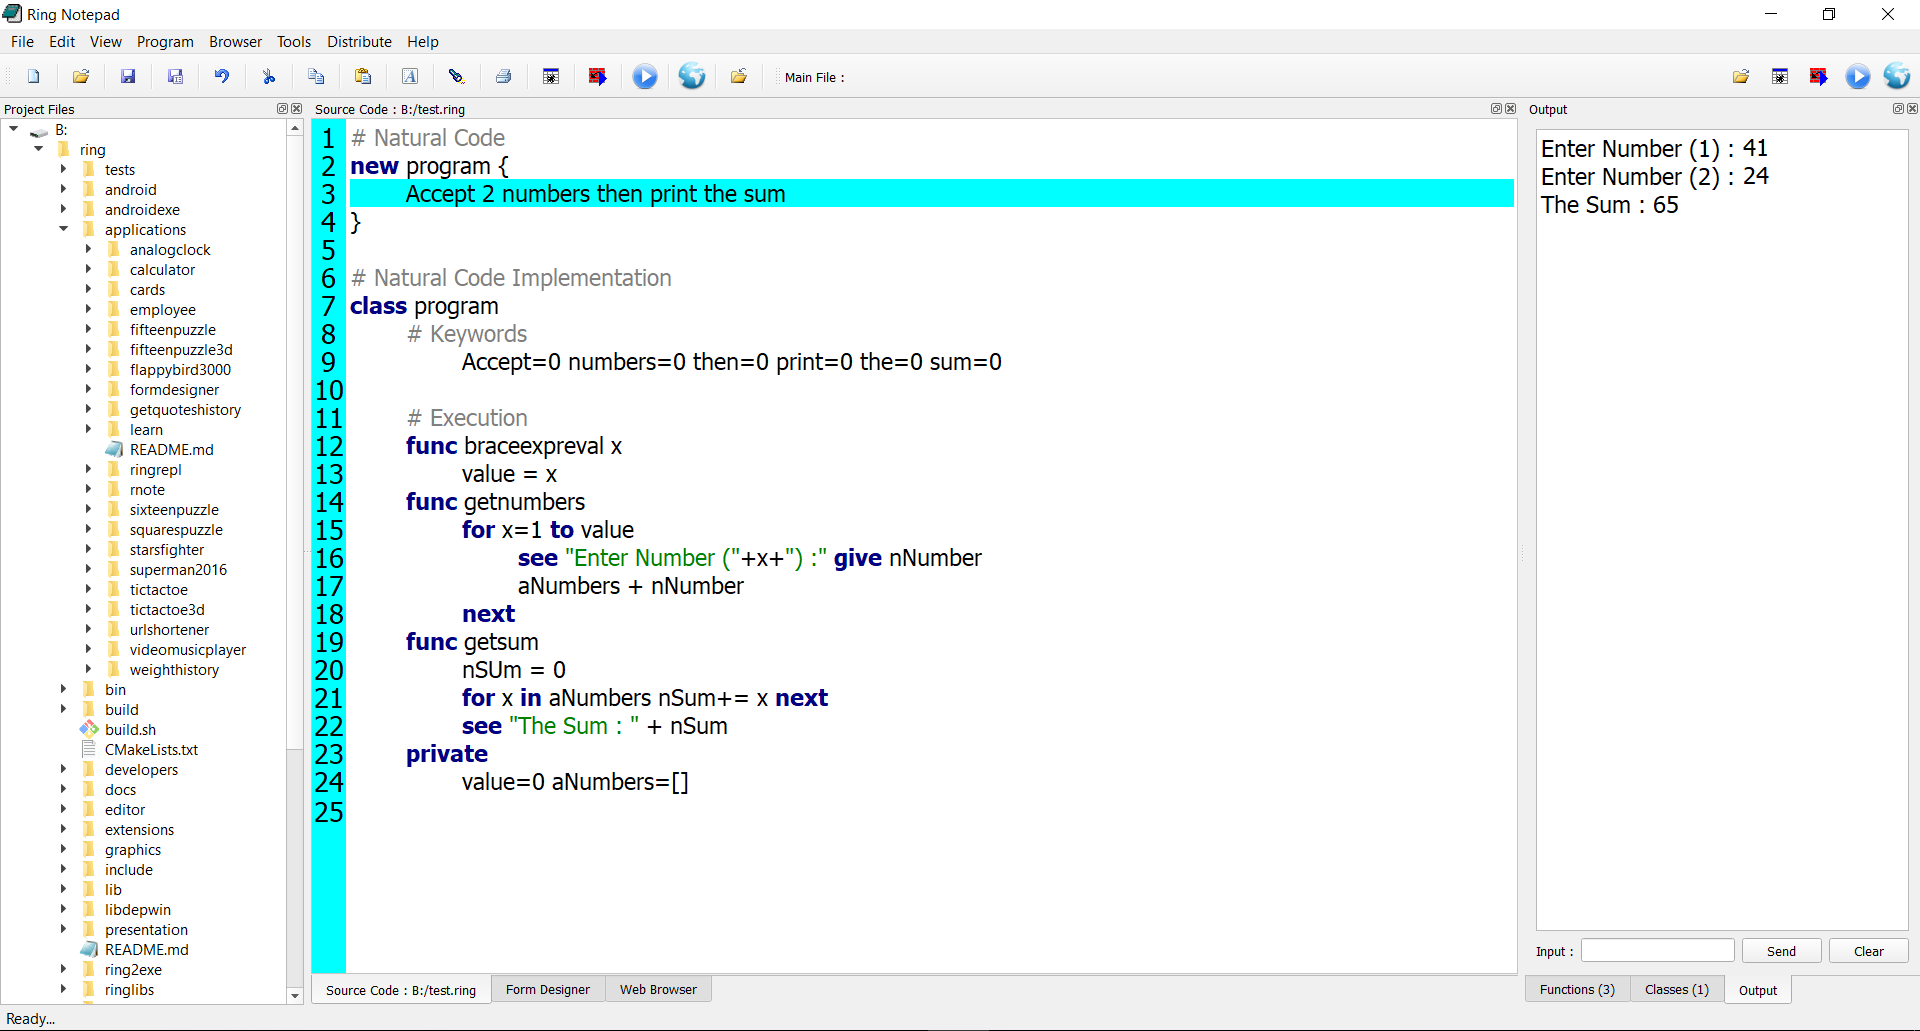 Ring Notepad
File Edit View Program Browser Tools Distribute Help
Main File :
Project Files
B:
ring
tests
android
androidexe
applications
analogclock
calculator
cards
employee
fifteenpuzzle
fifteenpuzzle3d
flappybird3000
formdesigner
getquoteshistory
learn
README.md
ringrepl
rnote
sixteenpuzzle
squarespuzzle
starsfighter
superman2016
tictactoe
tictactoe3d
urlshortener
videomusicplayer
weighthistory
bin
build
build.sh
CMakeLists.txt
developers
docs
editor
extensions
graphics
include
lib
libdepwin
presentation
README.md
ring2exe
ringlibs
Source Code : B:/test.ring
1 # Natural Code
2 new program {
3 Accept 2 numbers then print the sum
4 }
5
6 # Natural Code Implementation
7 class program
8 # Keywords
9 Accept=0 numbers=0 then=0 print=0 the=0 sum=0
10
11 # Execution
12 func braceexpreval x
13 value = x
14 func getnumbers
15 for x=1 to value
16 see "Enter Number ("+x+") :" give nNumber
17 aNumbers + nNumber
18 next
19 func getsum
20 nSUm = 0
21 for x in aNumbers nSum+= x next
22 see "The Sum : " + nSum
23 private
24 value=0 aNumbers=[]
25
Source Code : B:/test.ring Form Designer Web Browser
Output
Enter Number (1) : 41
Enter Number (2) : 24
The Sum : 65
Input : Send Clear
Functions (3) Classes (1) Output
Ready...